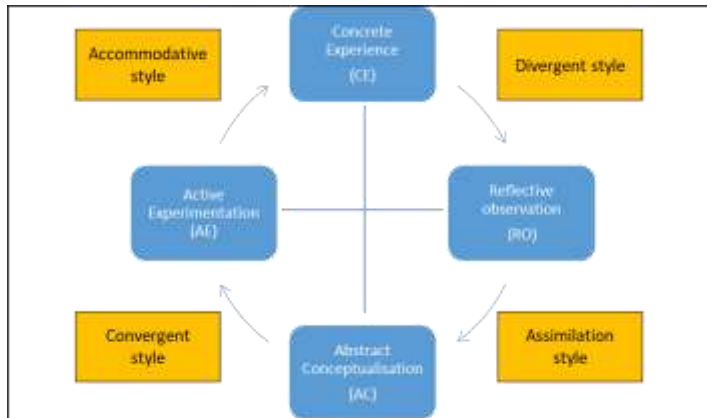 Concrete
Experience
(CE)
Accommodative
style
Divergent style
Active
Experimentation
(AE)
Reflective
observation
(RO)
Convergent
style
Abstract
Conceptualisation
(AC)
Assimilation
style